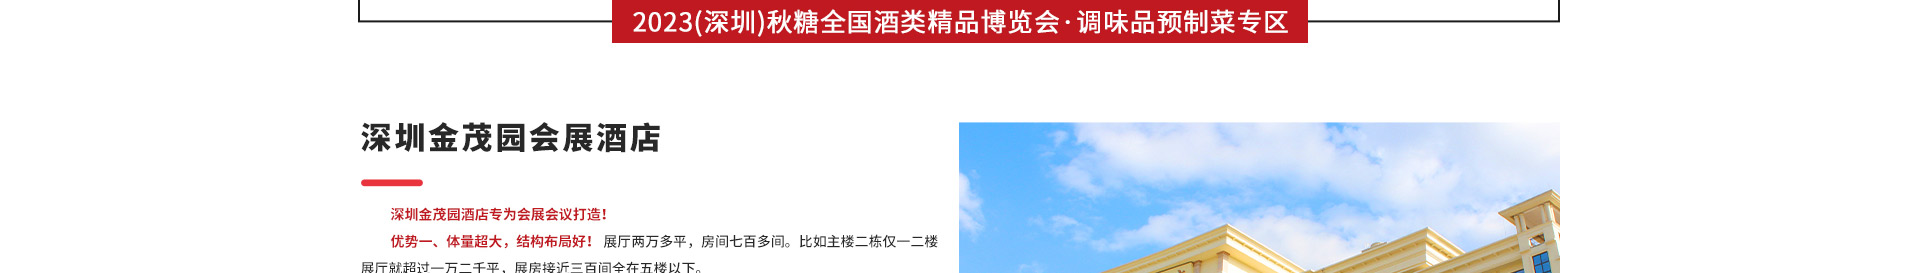 2023(深圳)秋糖全国酒类精品博览会·调味品预制菜专区
深圳金茂园会展酒店
深圳金茂园酒店专为会展会议打造!
优势一、体量超大，结构布局好! 展厅两万多平，房间七百多间。比如主楼二栋仅一二楼
展厅就超过一万二千平，展房接近三百间全在五楼以下。